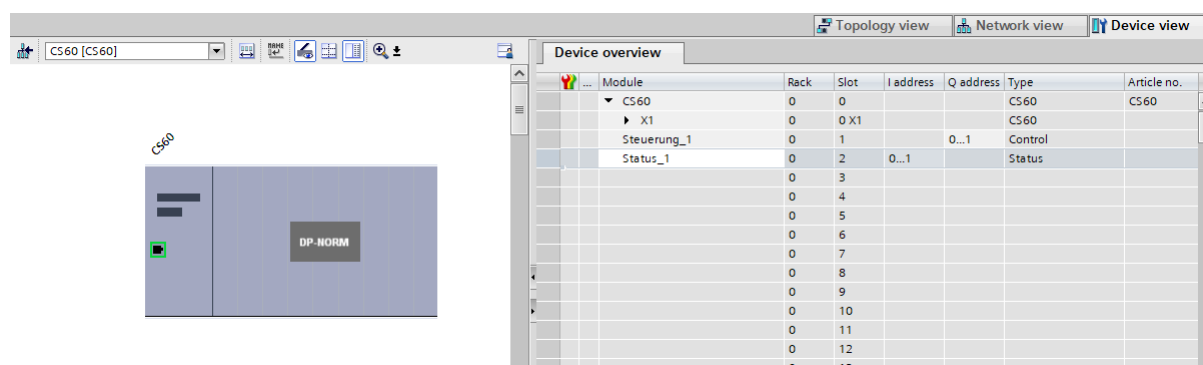 Topology view Network view Device view
CS60 [CS60]
Device overview
... Module Rack Slot I address Q address Type Article no.
CS60 0 0 CS60 CS60
X1 0 0 X1 CS60
Steuerung_1 0 1 0...1 Control
Status_1 0 2 0...1 Status
0 3
0 4
0 5
0 6
0 7
0 8
0 9
0 10
0 11
0 12
CS60
DP-NORM